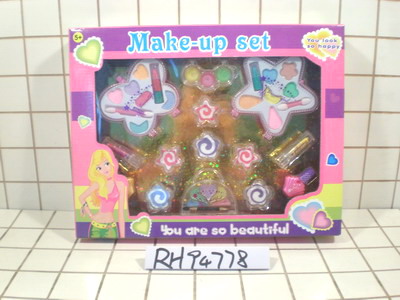 5+
Make-up set
You look
so happy
You are so beautiful
RH94778